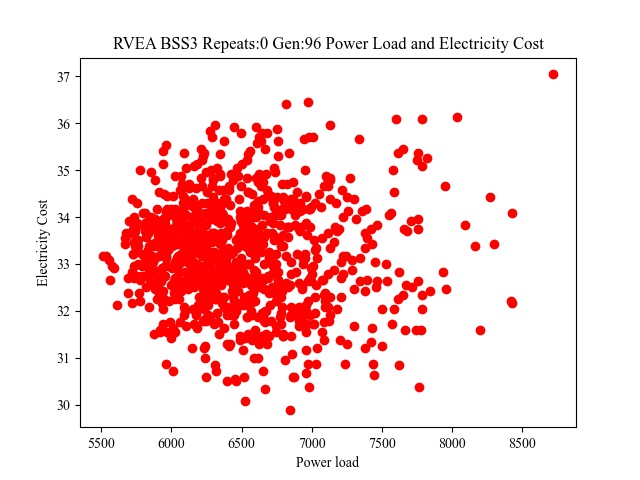 RVEA BSS3 Repeats:0 Gen:96 Power Load and Electricity Cost
37
36
35
34
33
32
31
30
Electricity Cost
5500 6000 6500 7000 7500 8000 8500
Power load